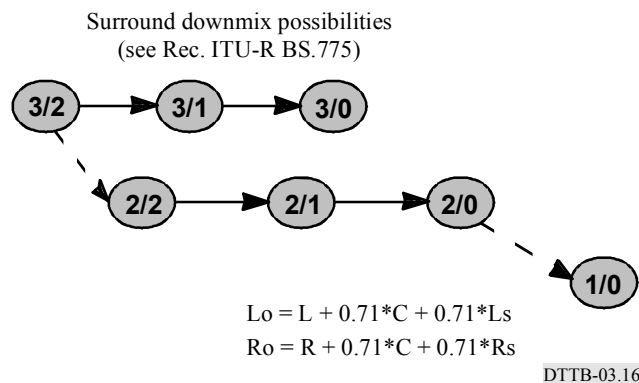 Surround downmix possibilities
(see Rec. ITU-R BS.775)
3/2 3/1 3/0
2/2 2/1 2/0
1/0
Lo = L + 0.71*C + 0.71*Ls
Ro = R + 0.71*C + 0.71*Rs
DTTB-03.16